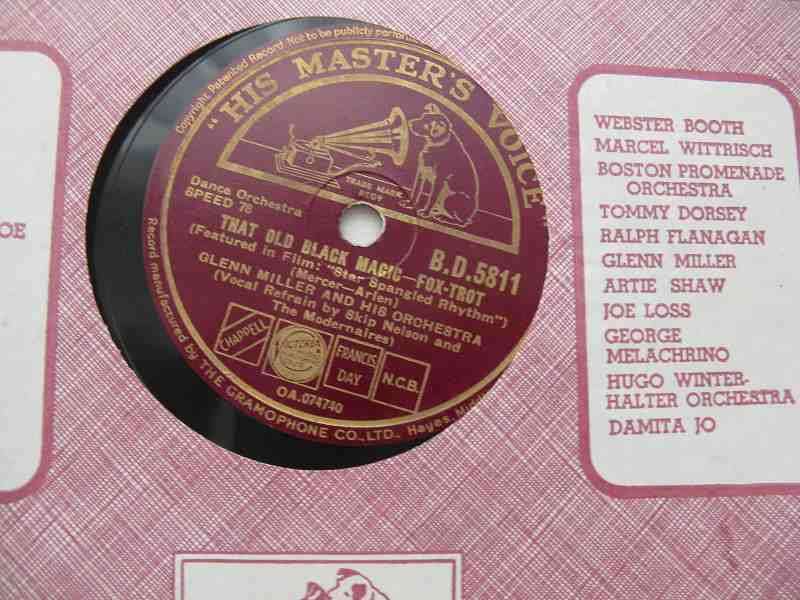 Copyright Patented Record Not to be publicly perform
"HIS MASTER'S VOICE"
TRADE MARK
Dance Orchestra
SPEED 78
B.D.5811
THAT OLD BLACK MAGIC—FOX-TROT
(Featured in Film: "Star Spangled Rhythm")
(Mercer—Arlen)
GLENN MILLER AND HIS ORCHESTRA
(Vocal Refrain by Skip Nelson and
The Modernaires)
CHAPPELL
VICTORIA
FRANCIS
DAY
N.C.B.
OA.074740
Record manufactured by THE GRAMOPHONE CO., LTD., Hayes,
OE
WEBSTER BOOTH
MARCEL WITTRISCH
BOSTON PROMENADE
ORCHESTRA
TOMMY DORSEY
RALPH FLANAGAN
GLENN MILLER
ARTIE SHAW
JOE LOSS
GEORGE
MELACHRINO
HUGO WINTER-
HALTER ORCHESTRA
DAMITA JO